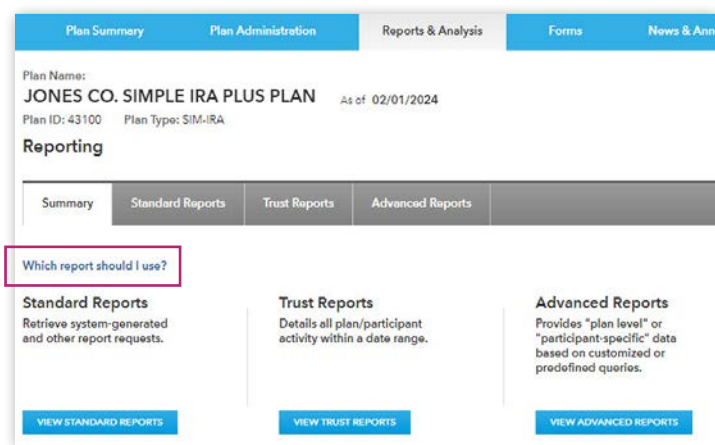 Plan Summary Plan Administration Reports & Analysis Forms News & Ann
Plan Name:
JONES CO. SIMPLE IRA PLUS PLAN As of 02/01/2024
Plan ID: 43100 Plan Type: SIM-IRA
Reporting
Summary Standard Reports Trust Reports Advanced Reports
Which report should I use?
Standard Reports Trust Reports Advanced Reports
Retrieve system-generated Details all plan/participant Provides "plan level" or
and other report requests. activity within a date range. "participant-specific" data
based on customized or
predefined queries.
VIEW STANDARD REPORTS VIEW TRUST REPORTS VIEW ADVANCED REPORTS